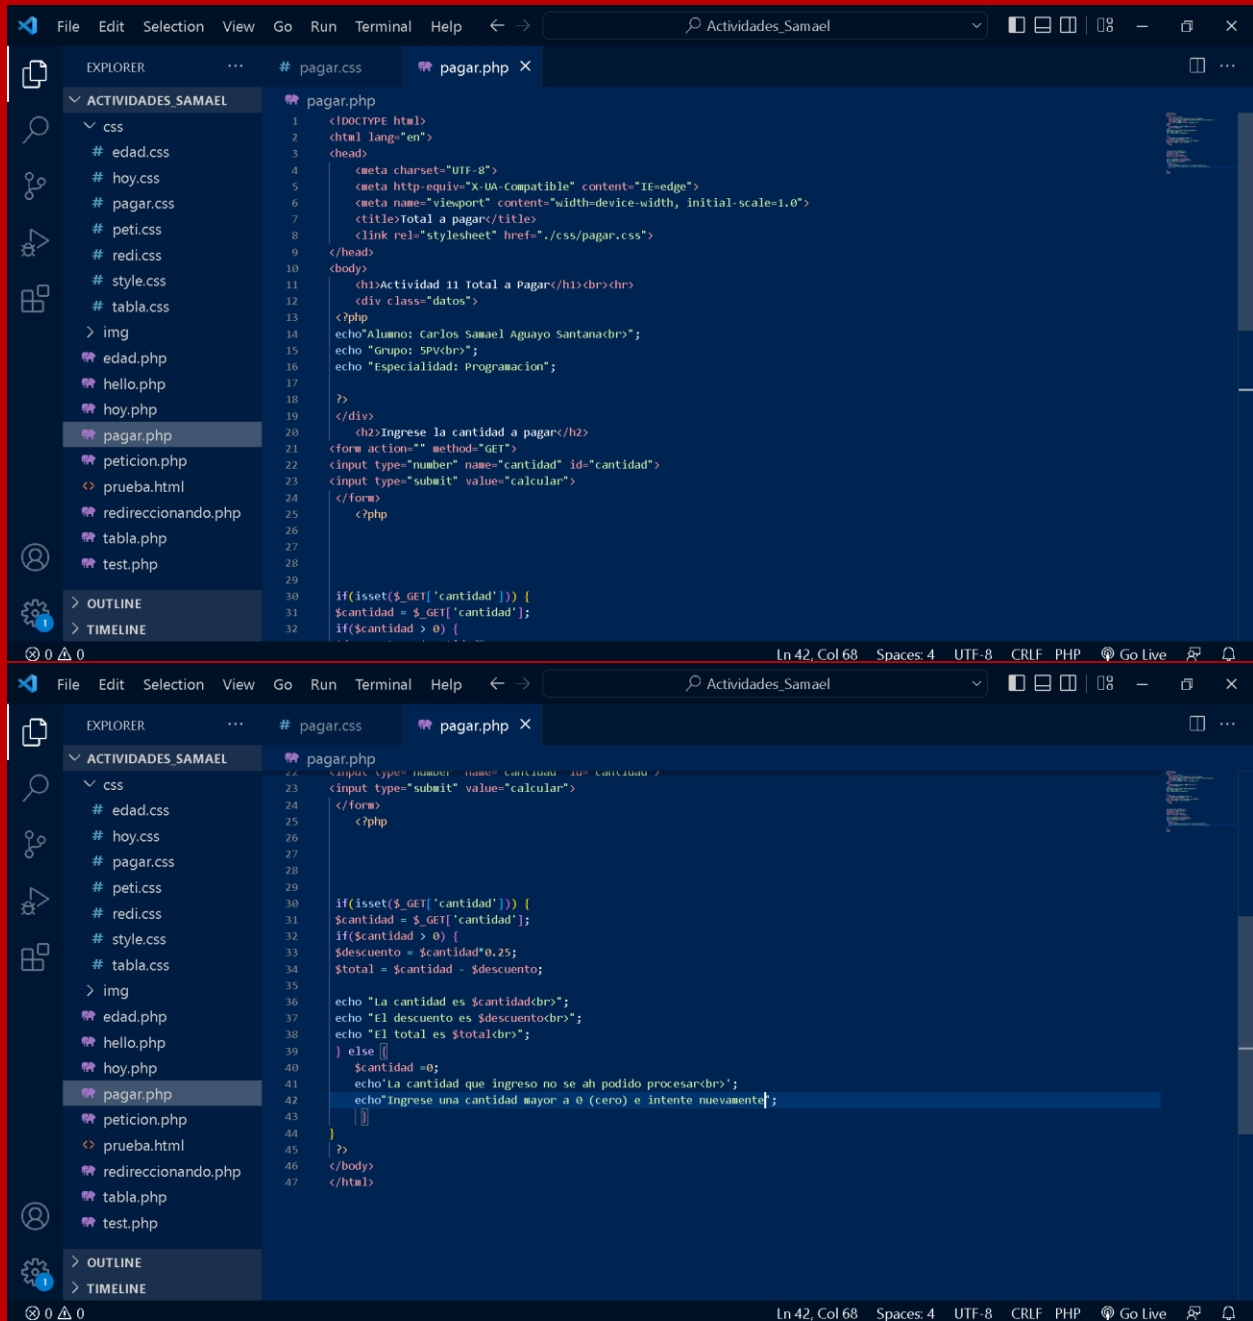 File Edit Selection View Go Run Terminal Help Actividades_Samael
EXPLORER
# pagar.css pagar.php
ACTIVIDADES_SAMAEL
css
# edad.css
# hoy.css
# pagar.css
# peti.css
# redi.css
# style.css
# tabla.css
img
edad.php
hello.php
hoy.php
pagar.php
peticion.php
<> prueba.html
redireccionando.php
tabla.php
test.php
OUTLINE
TIMELINE
1
pagar.php
1 <!DOCTYPE html>
2 <html lang="en">
3 <head>
4 <meta charset="UTF-8">
5 <meta http-equiv="X-UA-Compatible" content="IE=edge">
6 <meta name="viewport" content="width=device-width, initial-scale=1.0">
7 <title>Total a pagar</title>
8 <link rel="stylesheet" href="./css/pagar.css">
9 </head>
10 <body>
11 <h1>Actividad 11 Total a Pagar</h1><br><hr>
12 <div class="datos">
13 <?php
14 echo"Alumno: Carlos Samael Aguayo Santana<br>";
15 echo "Grupo: 5PV<br>";
16 echo "Especialidad: Programacion";
17
18 ?>
19 </div>
20 <h2>Ingrese la cantidad a pagar</h2>
21 <form action="" method="GET">
22 <input type="number" name="cantidad" id="cantidad">
23 <input type="submit" value="calcular">
24 </form>
25 <?php
26
27
28
29
30 if(isset($_GET['cantidad'])) {
31 $cantidad = $_GET['cantidad'];
32 if($cantidad > 0) {
0 0 Ln 42, Col 68 Spaces: 4 UTF-8 CRLF PHP Go Live
File Edit Selection View Go Run Terminal Help Actividades_Samael
EXPLORER
# pagar.css pagar.php
ACTIVIDADES_SAMAEL
css
# edad.css
# hoy.css
# pagar.css
# peti.css
# redi.css
# style.css
# tabla.css
img
edad.php
hello.php
hoy.php
pagar.php
peticion.php
<> prueba.html
redireccionando.php
tabla.php
test.php
OUTLINE
TIMELINE
1
pagar.php
22 <input type="number" name="cantidad" id="cantidad">
23 <input type="submit" value="calcular">
24 </form>
25 <?php
26
27
28
29
30 if(isset($_GET['cantidad'])) {
31 $cantidad = $_GET['cantidad'];
32 if($cantidad > 0) {
33 $descuento = $cantidad*0.25;
34 $total = $cantidad - $descuento;
35
36 echo "La cantidad es $cantidad<br>";
37 echo "El descuento es $descuento<br>";
38 echo "El total es $total<br>";
39 } else {
40 $cantidad =0;
41 echo'La cantidad que ingreso no se ah podido procesar<br>';
42 echo"Ingrese una cantidad mayor a 0 (cero) e intente nuevamente";
43 }
44 }
45 ?>
46 </body>
47 </html>
0 0 Ln 42, Col 68 Spaces: 4 UTF-8 CRLF PHP Go Live